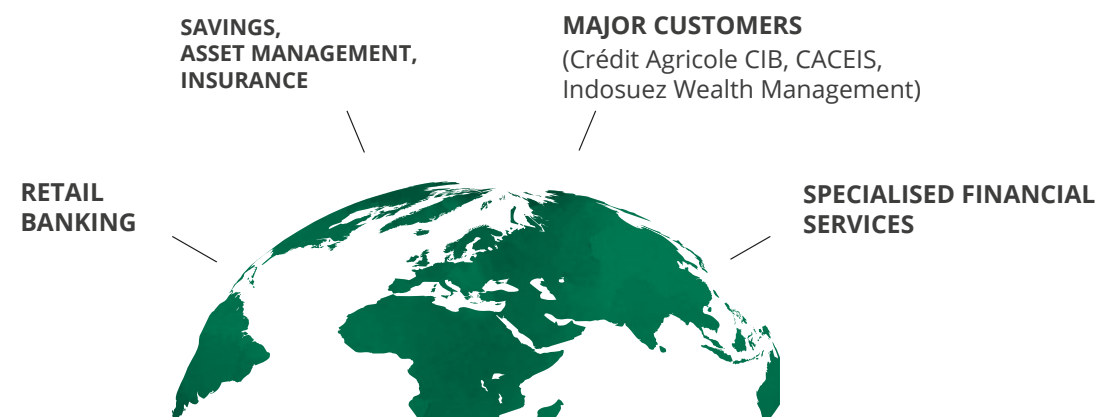 SAVINGS,
ASSET MANAGEMENT,
INSURANCE
MAJOR CUSTOMERS
(Crédit Agricole CIB, CACEIS,
Indosuez Wealth Management)
RETAIL
BANKING
SPECIALISED FINANCIAL
SERVICES